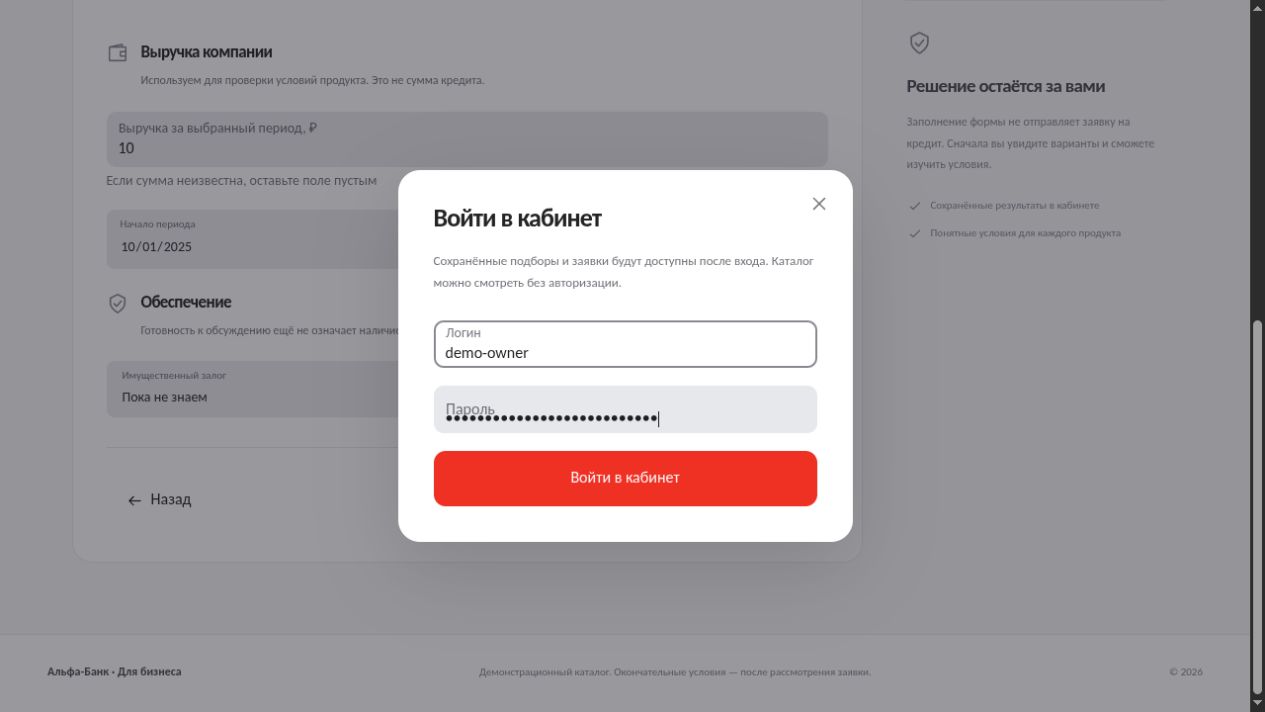 Выручка компании
Используем для проверки условий продукта. Это не сумма кредита.
Выручка за выбранный период, ₽
10
Если сумма неизвестна, оставьте поле пустым
Начало периода
10/01/2025
Обеспечение
Готовность к обсуждению ещё не означает
Имущественный залог
Пока не знаем
← Назад
Войти в кабинет
Сохранённые подборы и заявки будут доступны после входа. Каталог
можно смотреть без авторизации.
Логин
demo-owner
Пароль
•••••••••••••••••••••••••••
Войти в кабинет
Решение остаётся за вами
Заполнение формы не отправляет заявку на
кредит. Сначала вы увидите варианты и сможете
изучить условия.
Сохранённые результаты в кабинете
Понятные условия для каждого продукта
Альфа-Банк · Для бизнеса
Демонстрационный каталог. Окончательные условия — после рассмотрения заявки.
© 2026